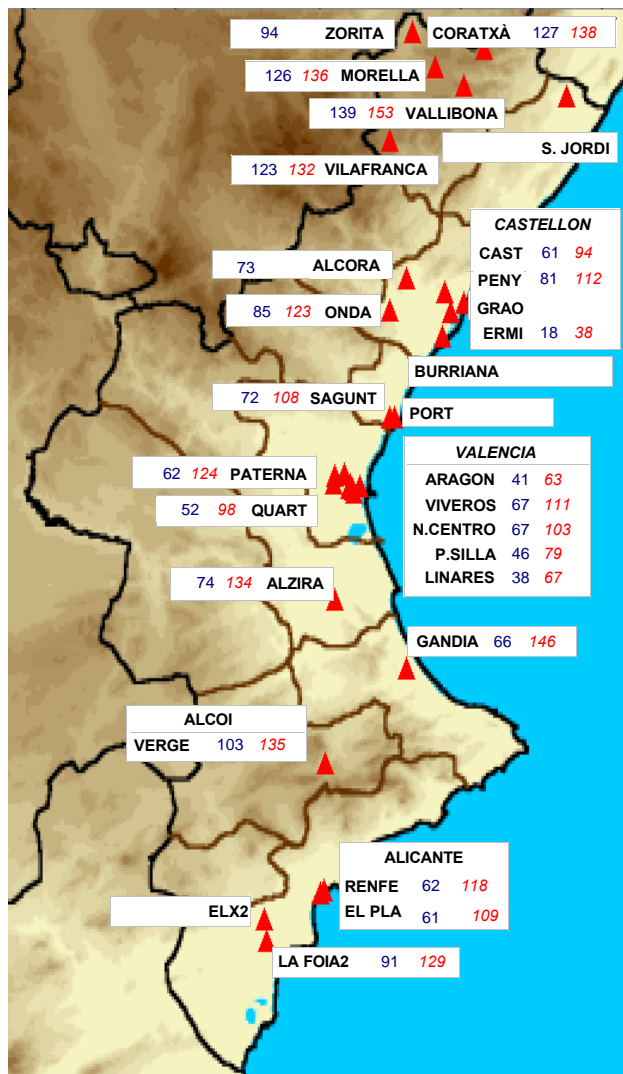 94 ZORITA
CORATXÀ 127 138
126 136 MORELLA
139 153 VALLIBONA
S. JORDI
123 132 VILAFRANCA
CASTELLON
CAST 61 94
PENY 81 112
GRAO
ERMI 18 38
73 ALCORA
85 123 ONDA
BURRIANA
72 108 SAGUNT
PORT
VALENCIA
ARAGON 41 63
VIVEROS 67 111
N.CENTRO 67 103
P.SILLA 46 79
LINARES 38 67
62 124 PATERNA
52 98 QUART
74 134 ALZIRA
GANDIA 66 146
ALCOI
VERGE 103 135
ALICANTE
RENFE 62 118
EL PLA 61 109
ELX2
LA FOIA2 91 129